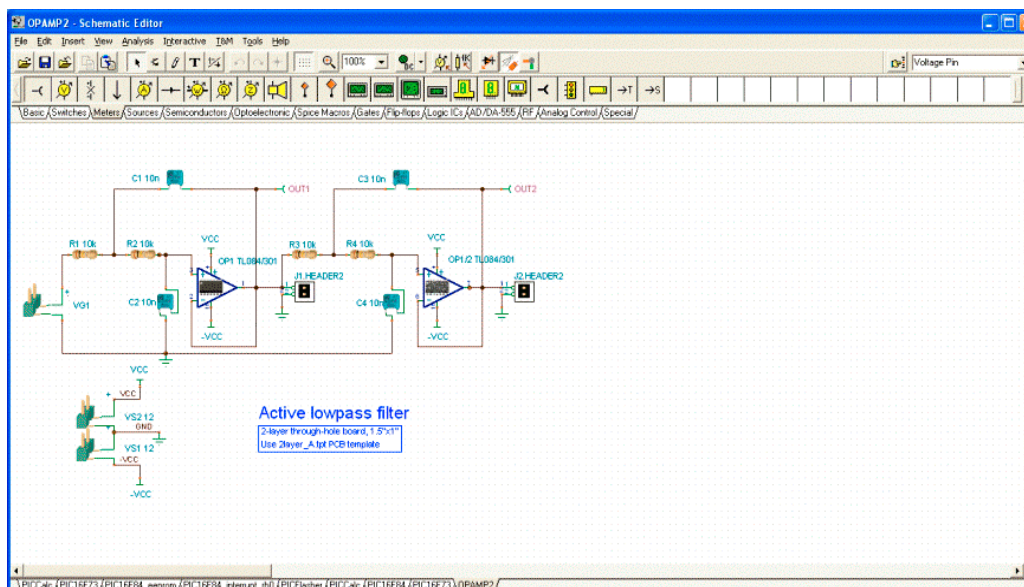 OPAMP2 - Schematic Editor
File Edit Insert View Analysis Interactive T&M Tools Help
100%
DC
Voltage Pin
Basic Switches Meters Sources Semiconductors Optoelectronic Spice Macros Gates Flip-flops Logic ICs AD/DA-555 RF Analog Control Special
C1 10n
C3 10n
OUT1
OUT2
R1 10k
R2 10k
VCC
R3 10k
R4 10k
VCC
OP1 TL084/301
OP1/2 TL084/301
J1.HEADER2
J2.HEADER2
VG1
C2 10n
C4 10n
-VCC
-VCC
VCC
VCC
VS2 12
GND
VS1 12
-VCC
-VCC
Active lowpass filter
2-layer through-hole board, 1.5"x1"
Use 2layer_A.tpt PCB template
PICCalc PIC16F73 PIC16F84_eeprom PIC16F84_interrupt_rb0 PICFlasher PICCalc PIC16F84 PIC16F73 OPAMP2